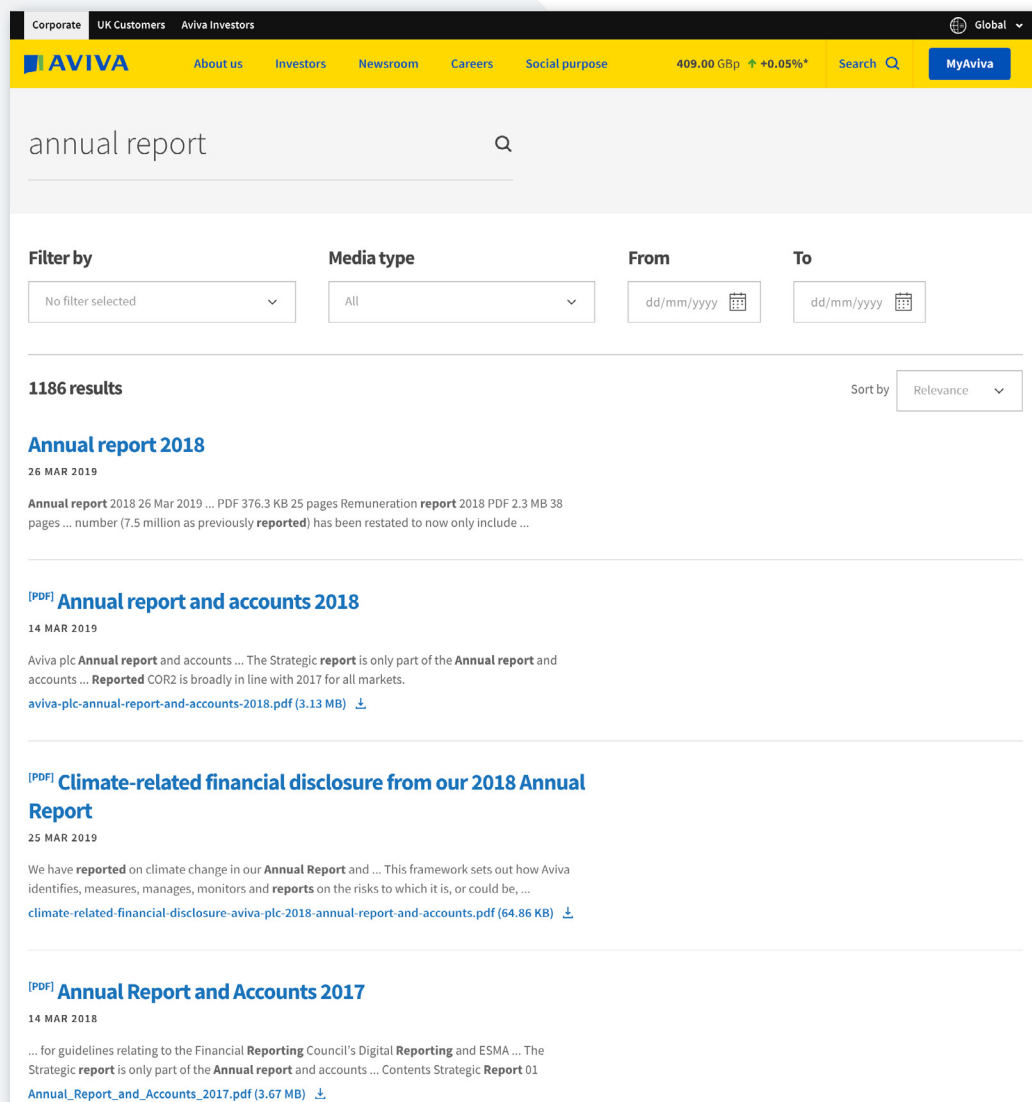 Corporate UK Customers Aviva Investors Global
AVIVA About us Investors Newsroom Careers Social purpose 409.00 GBp +0.05%* Search MyAviva
annual report
Filter by Media type From To
No filter selected All dd/mm/yyyy dd/mm/yyyy
1186 results Sort by Relevance
Annual report 2018
26 MAR 2019
Annual report 2018 26 Mar 2019 ... PDF 376.3 KB 25 pages Remuneration report 2018 PDF 2.3 MB 38
pages ... number (7.5 million as previously reported) has been restated to now only include ...
[PDF] Annual report and accounts 2018
14 MAR 2019
Aviva plc Annual report and accounts ... The Strategic report is only part of the Annual report and
accounts ... Reported COR2 is broadly in line with 2017 for all markets.
aviva-plc-annual-report-and-accounts-2018.pdf (3.13 MB)
[PDF] Climate-related financial disclosure from our 2018 Annual
Report
25 MAR 2019
We have reported on climate change in our Annual Report and ... This framework sets out how Aviva
identifies, measures, manages, monitors and reports on the risks to which it is, or could be, ...
climate-related-financial-disclosure-aviva-plc-2018-annual-report-and-accounts.pdf (64.86 KB)
[PDF] Annual Report and Accounts 2017
14 MAR 2018
... for guidelines relating to the Financial Reporting Council's Digital Reporting and ESMA ... The
Strategic report is only part of the Annual report and accounts ... Contents Strategic Report 01
Annual_Report_and_Accounts_2017.pdf (3.67 MB)